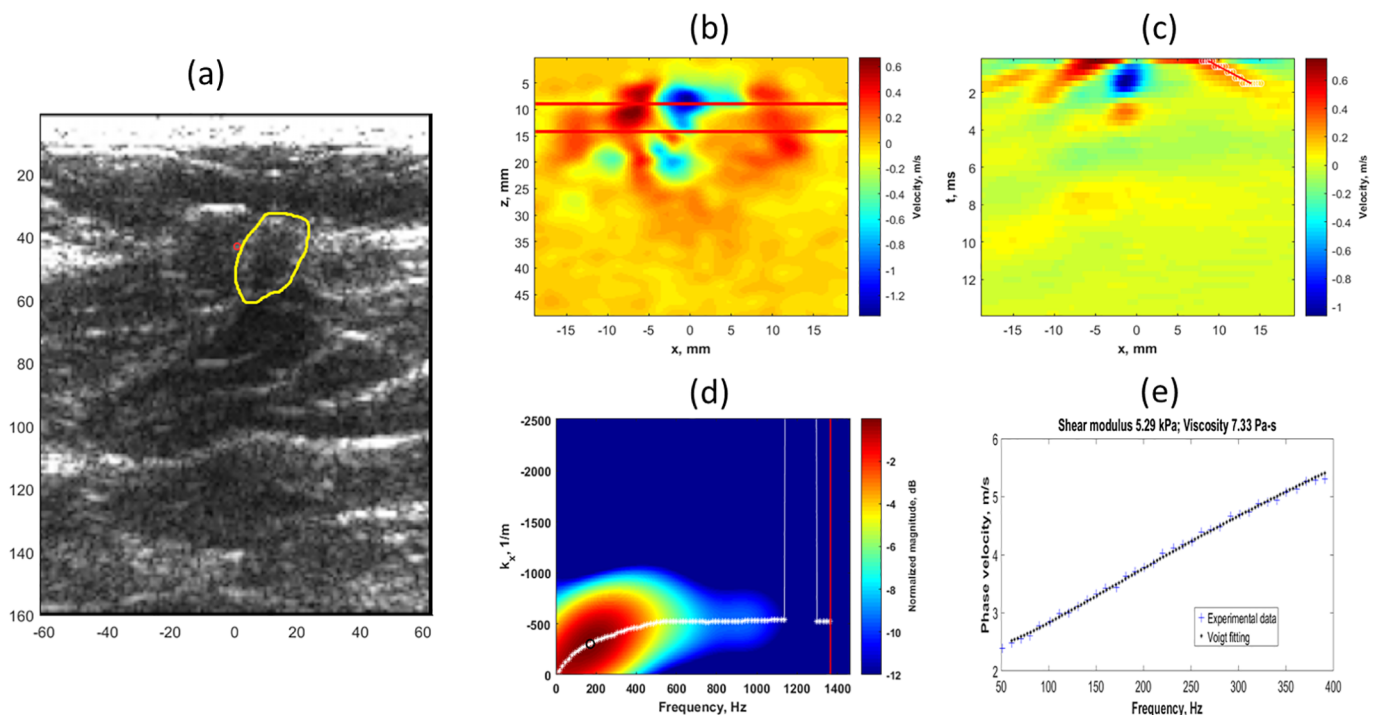 (a)
20
40
60
80
100
120
140
160
-60 -40 -20 0 20 40 60
(b)
5
10
15
20
25
30
35
40
45
z, mm
-15 -10 -5 0 5 10 15
x, mm
0.6
0.4
0.2
0
-0.2
-0.4
-0.6
-0.8
-1
-1.2
Velocity, m/s
(c)
2
4
6
8
10
12
t, ms
-15 -10 -5 0 5 10 15
x, mm
0.6
0.4
0.2
0
-0.2
-0.4
-0.6
-0.8
-1
Velocity, m/s
(d)
-2500
-2000
-1500
-1000
-500
0
kx, 1/m
0 200 400 600 800 1000 1200 1400
Frequency, Hz
-2
-4
-6
-8
-10
-12
Normalized magnitude, dB
(e)
Shear modulus 5.29 kPa; Viscosity 7.33 Pa-s
6
5
4
3
2
Phase velocity, m/s
50 100 150 200 250 300 350 400
Frequency, Hz
Experimental data
Voigt fitting